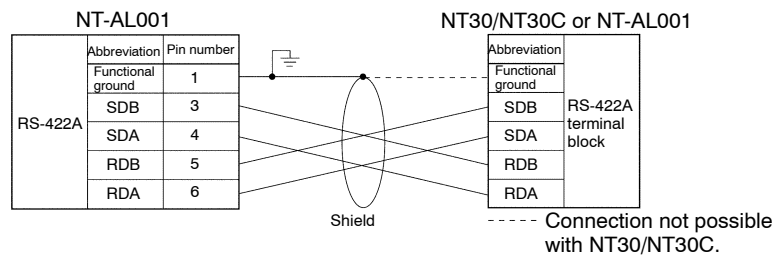 NT-AL001
NT30/NT30C or NT-AL001
Abbreviation Pin number
Functional ground 1
SDB 3
SDA 4
RDB 5
RDA 6
RS-422A
Abbreviation
Functional ground
SDB
SDA
RDB
RDA
RS-422A
terminal
block
Shield
Connection not possible
with NT30/NT30C.